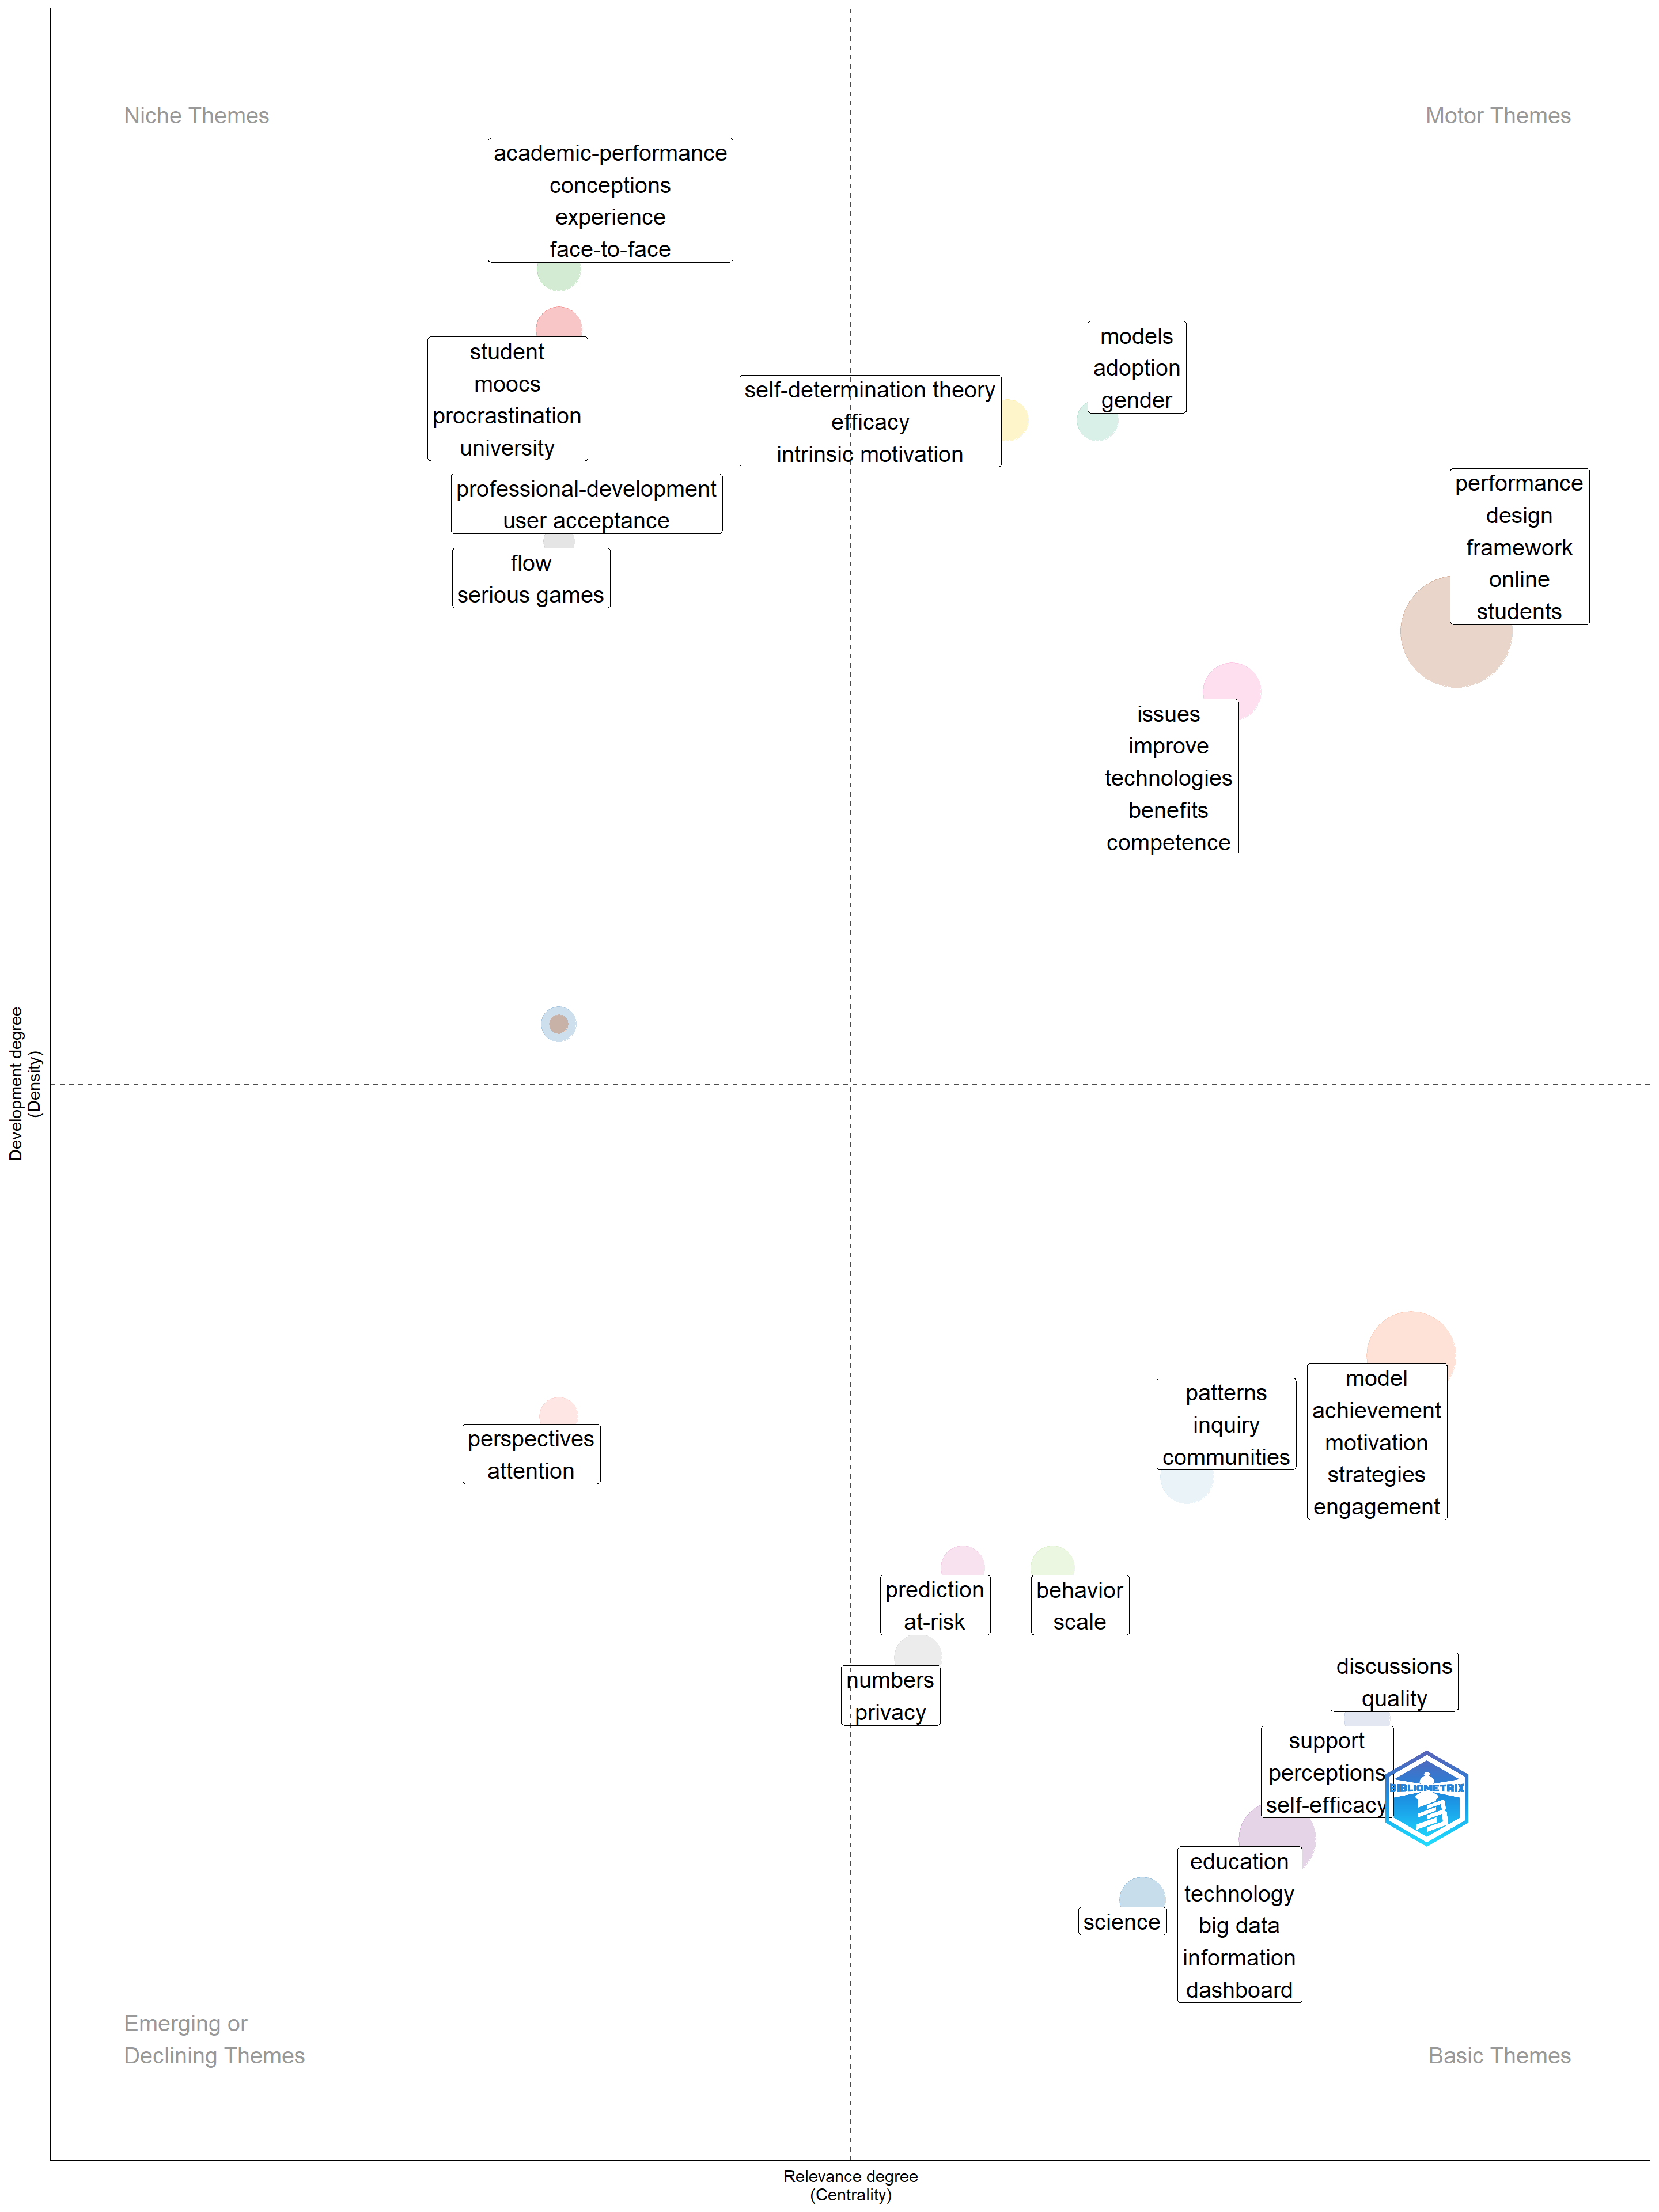 Niche Themes
Motor Themes
academic-performance
conceptions
experience
face-to-face
student
moocs
procrastination
university
self-determination theory
efficacy
intrinsic motivation
models
adoption
gender
professional-development
user acceptance
flow
serious games
performance
design
framework
online
students
issues
improve
technologies
benefits
competence
Development degree
(Density)
perspectives
attention
patterns
inquiry
communities
model
achievement
motivation
strategies
engagement
prediction
at-risk
behavior
scale
numbers
privacy
discussions
quality
support
perceptions
self-efficacy
BIBLIOMETRIX
education
technology
big data
information
dashboard
science
Emerging or
Declining Themes
Basic Themes
Relevance degree
(Centrality)